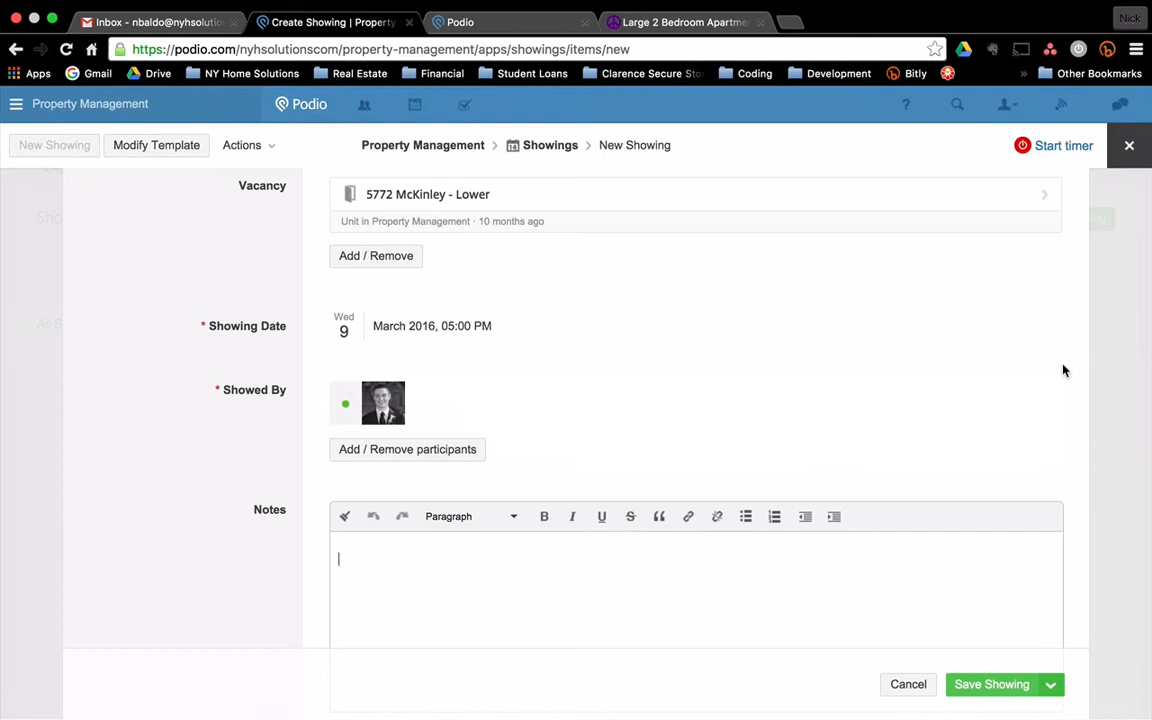 Inbox - nbaldo@nyhsolutio
Create Showing | Property
Podio
Large 2 Bedroom Apartme
Nick
https://podio.com/nyhsolutionscom/property-management/apps/showings/items/new
Apps
Gmail
Drive
NY Home Solutions
Real Estate
Financial
Student Loans
Clarence Secure Sto
Coding
Development
Bitly
»
Other Bookmarks
Property Management
Podio
?
New Showing
Modify Template
Actions
Property Management
14
Showings
New Showing
Start timer
Vacancy
5772 McKinley - Lower
Unit in Property Management · 10 months ago
Add / Remove
* Showing Date
Wed
9
March 2016, 05:00 PM
* Showed By
Add / Remove participants
Notes
Paragraph
B
I
U
S
Cancel
Save Showing